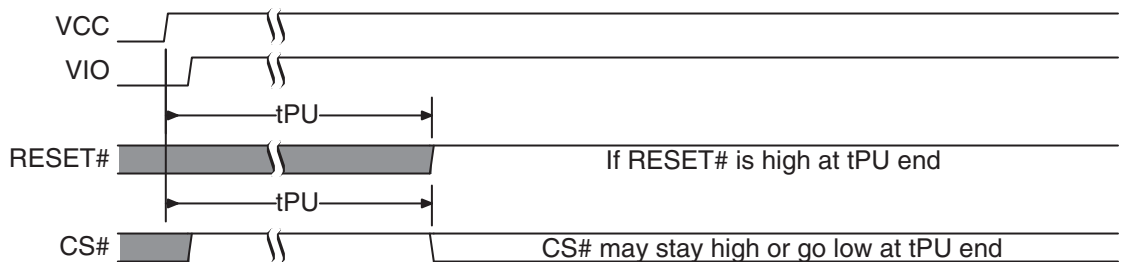 VCC
VIO
tPU
RESET# If RESET# is high at tPU end
tPU
CS# CS# may stay high or go low at tPU end